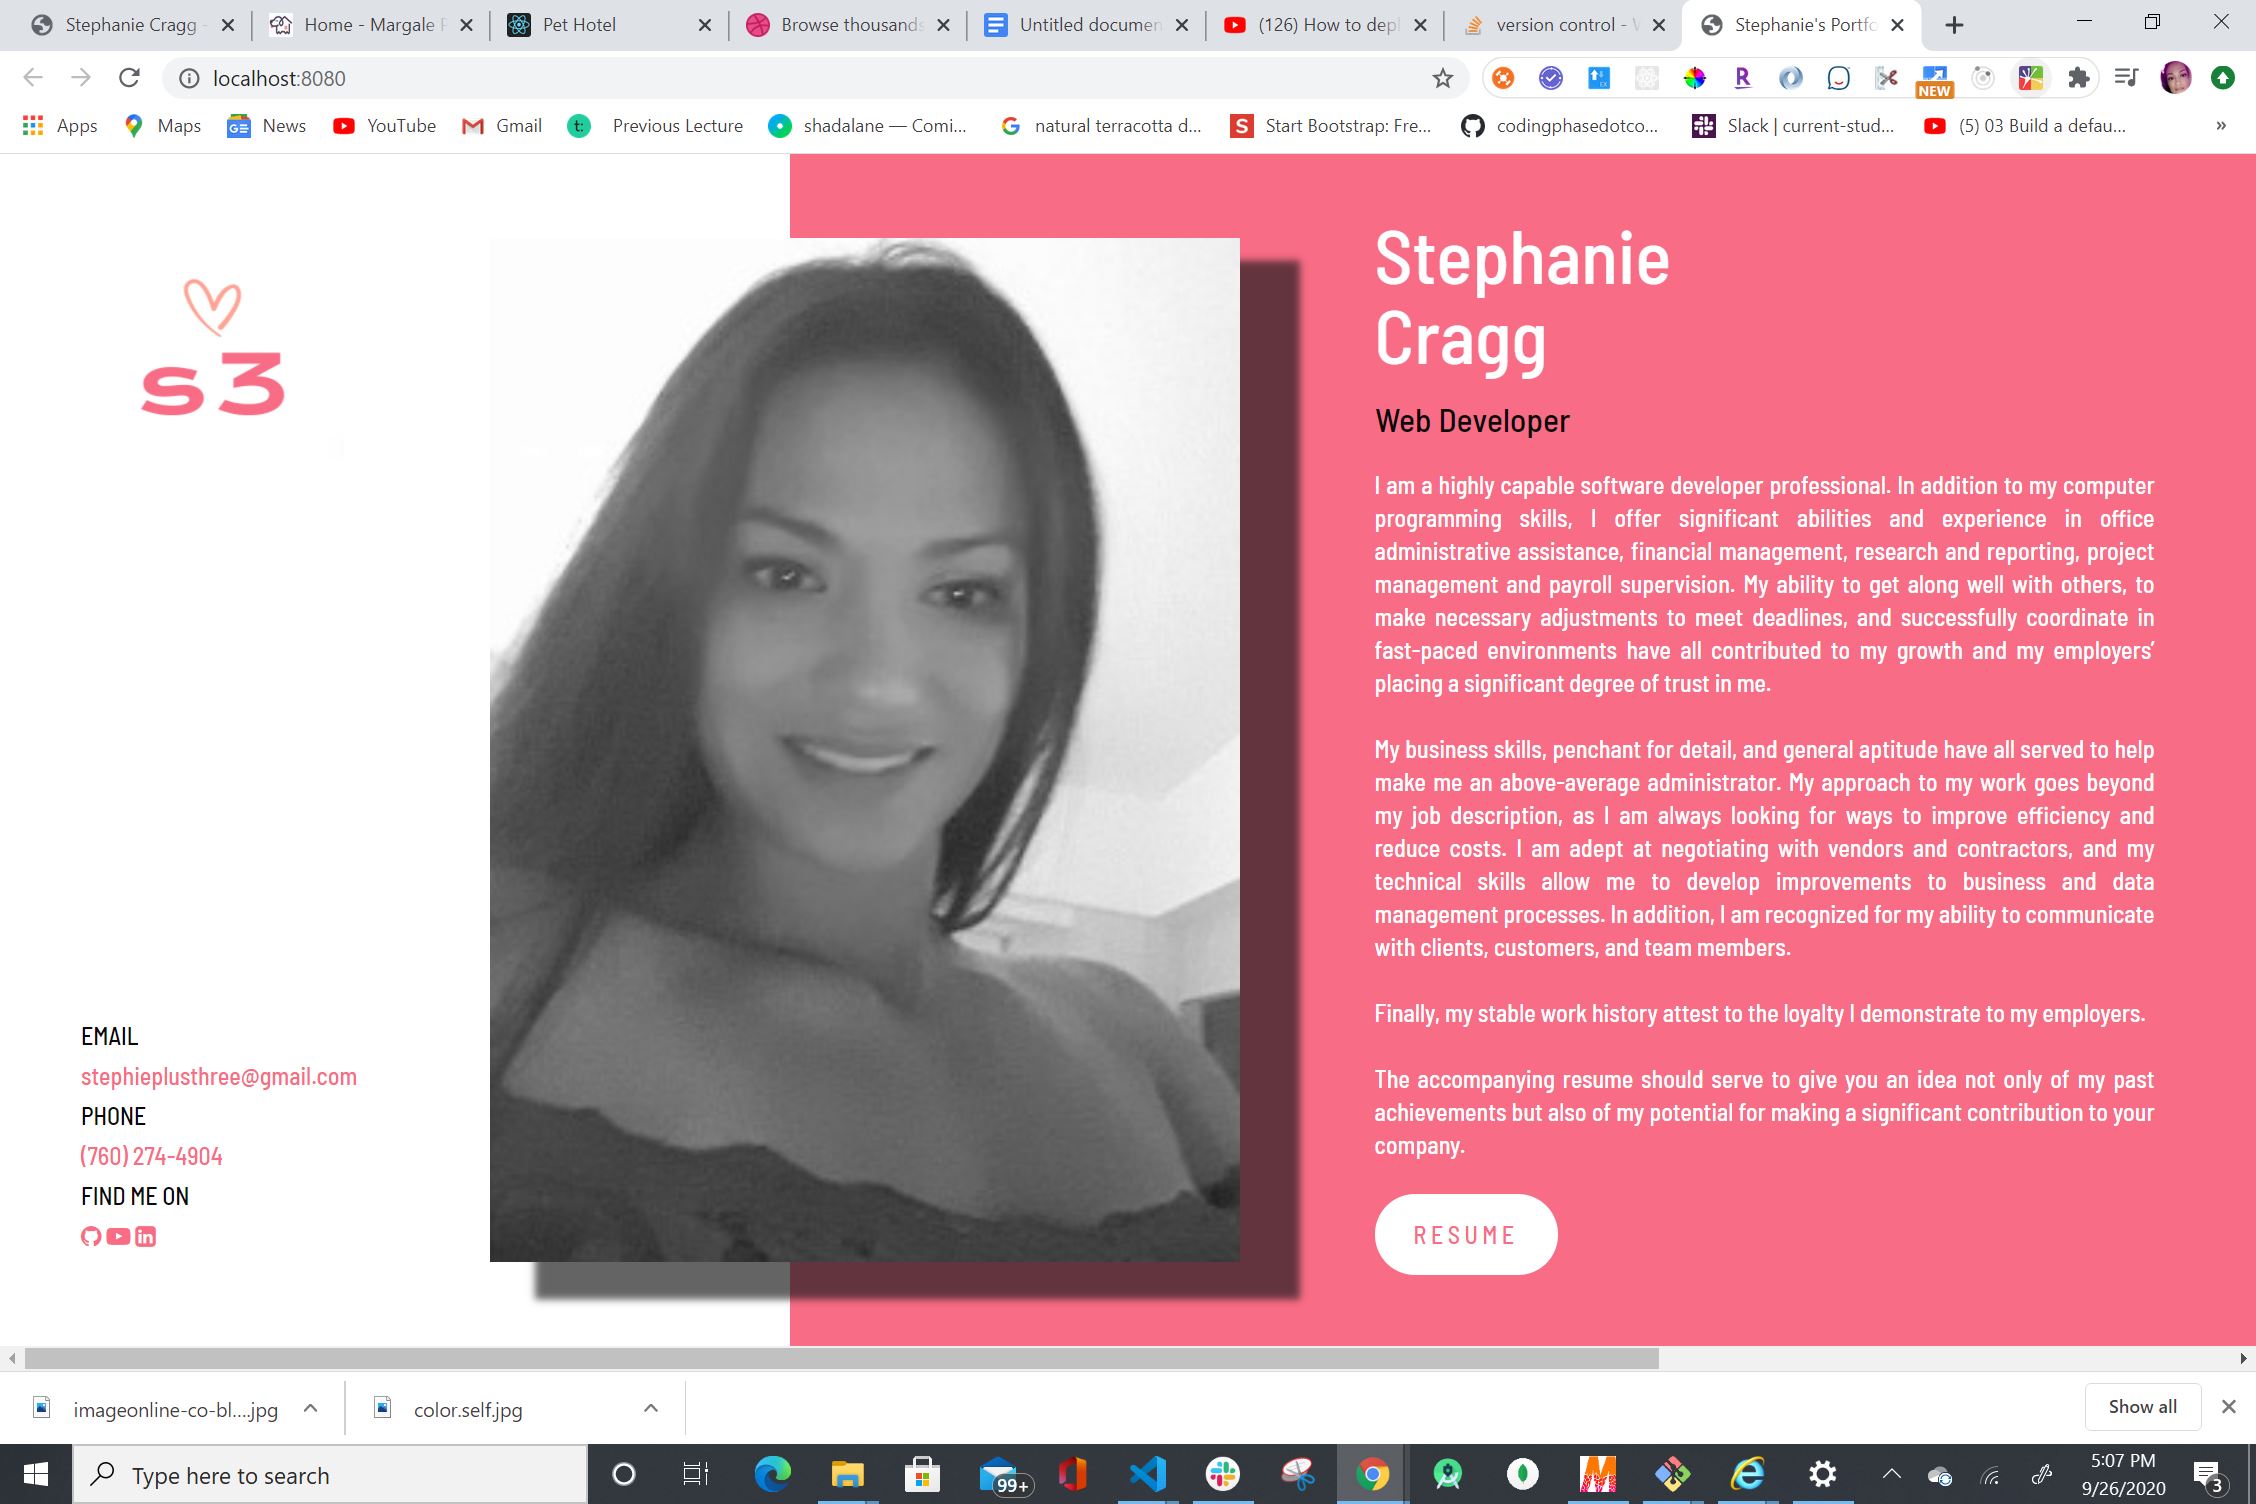 Stephanie Cragg -
Home - Margale P
Pet Hotel
Browse thousands
Untitled documen
(126) How to depl
version control - V
Stephanie's Portfo
localhost:8080
NEW
Apps
Maps
News
YouTube
Gmail
t:
Previous Lecture
shadalane — Comi...
natural terracotta d...
Start Bootstrap: Fre...
codingphasedotco...
Slack | current-stud...
(5) 03 Build a defau...
»
s3
EMAIL
stephieplusthree@gmail.com
PHONE
(760) 274-4904
FIND ME ON
Stephanie
Cragg
Web Developer
I am a highly capable software developer professional. In addition to my computer
programming skills, I offer significant abilities and experience in office
administrative assistance, financial management, research and reporting, project
management and payroll supervision. My ability to get along well with others, to
make necessary adjustments to meet deadlines, and successfully coordinate in
fast-paced environments have all contributed to my growth and my employers’
placing a significant degree of trust in me.
My business skills, penchant for detail, and general aptitude have all served to help
make me an above-average administrator. My approach to my work goes beyond
my job description, as I am always looking for ways to improve efficiency and
reduce costs. I am adept at negotiating with vendors and contractors, and my
technical skills allow me to develop improvements to business and data
management processes. In addition, I am recognized for my ability to communicate
with clients, customers, and team members.
Finally, my stable work history attest to the loyalty I demonstrate to my employers.
The accompanying resume should serve to give you an idea not only of my past
achievements but also of my potential for making a significant contribution to your
company.
RESUME
imageonline-co-bl....jpg
color.self.jpg
Show all
Type here to search
99+
5:07 PM
9/26/2020
3